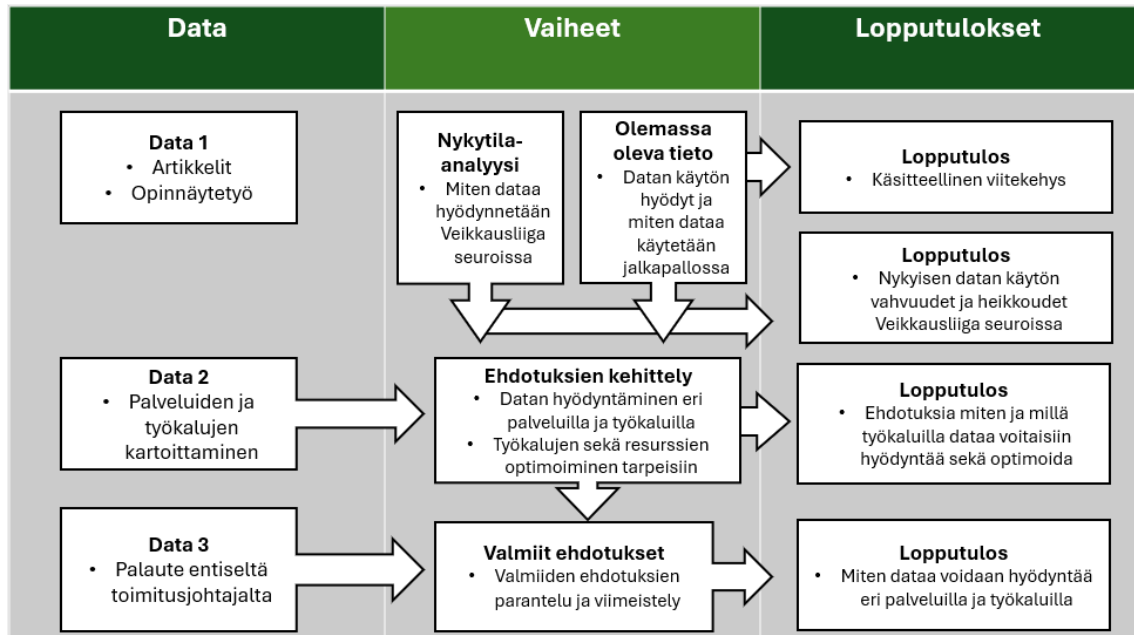 Data
Vaiheet
Lopputulokset
Data 1
• Artikkelit
• Opinnäytetyö
Nykytila-
analyysi
• Miten dataa
hyödynnetään
Veikkausliiga
seuroissa
Olemassa
oleva tieto
• Datan käytön
hyödyt ja
miten dataa
käytetään
jalkapallossa
Lopputulos
• Käsitteellinen viitekehys
Lopputulos
• Nykyisen datan käytön
vahvuudet ja heikkoudet
Veikkausliiga seuroissa
Data 2
• Palveluiden ja
työkalujen
kartoittaminen
Ehdotuksien kehittely
• Datan hyödyntäminen eri
palveluilla ja työkaluilla
• Työkalujen sekä resurssien
optimoiminen tarpeisiin
Lopputulos
• Ehdotuksia miten ja millä
työkaluilla dataa voitaisiin
hyödyntää sekä optimoida
Data 3
• Palaute entiseltä
toimitusjohtajalta
Valmiit ehdotukset
• Valmiiden ehdotuksien
parantelu ja viimeistely
Lopputulos
• Miten dataa voidaan hyödyntää
eri palveluilla ja työkaluilla